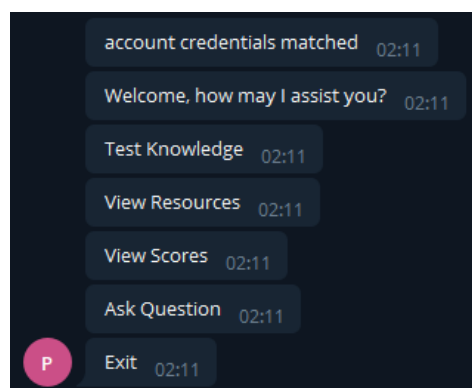 account credentials matched 02:11
Welcome, how may I assist you? 02:11
Test Knowledge 02:11
View Resources 02:11
View Scores 02:11
Ask Question 02:11
P Exit 02:11